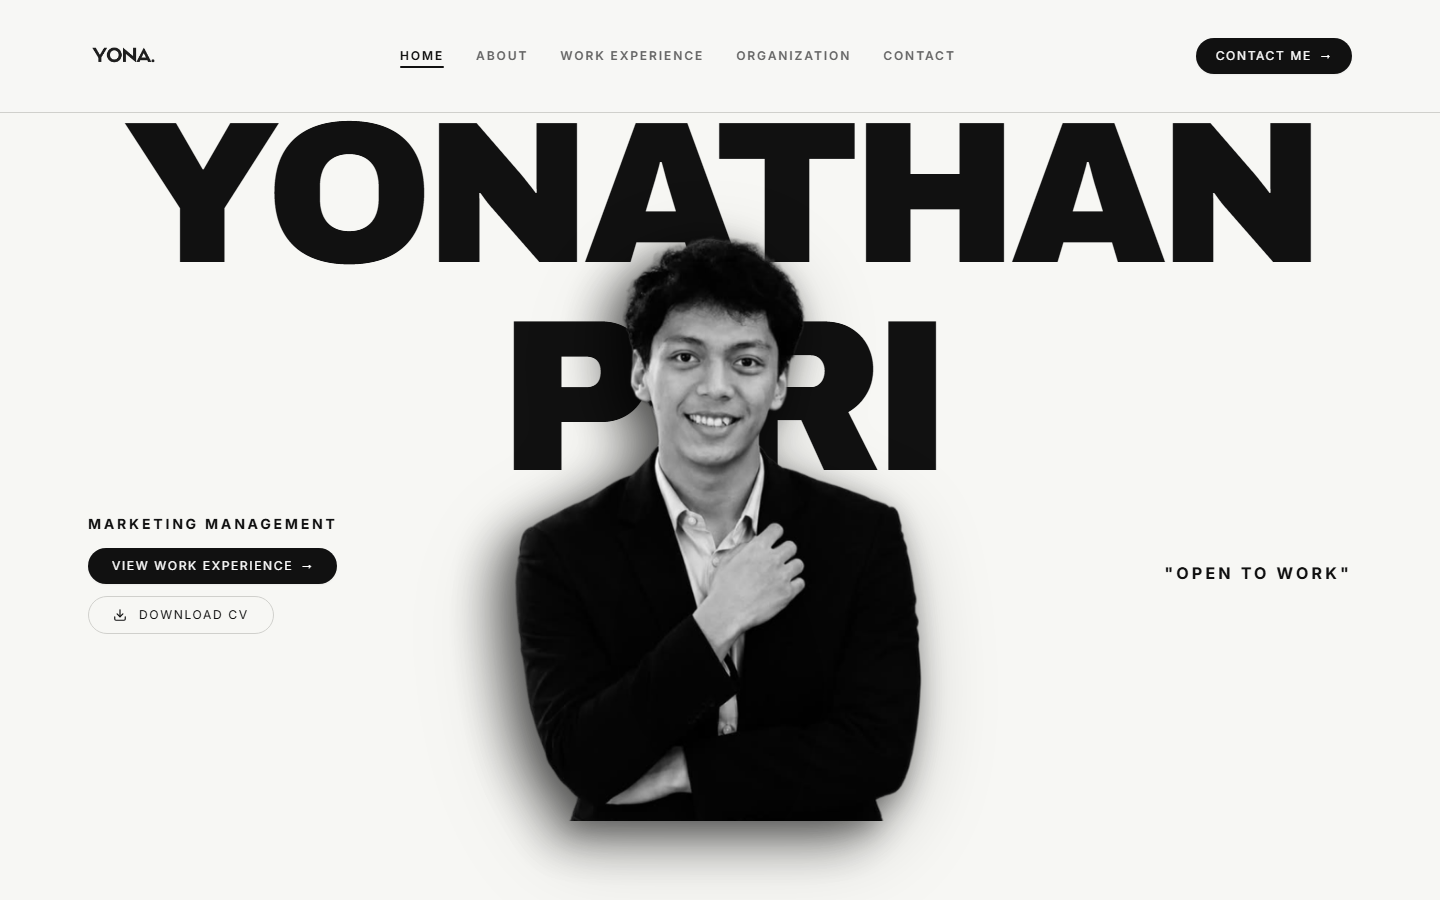 YONA.
HOME ABOUT WORK EXPERIENCE ORGANIZATION CONTACT
CONTACT ME →
YONATHAN
MARKETING MANAGEMENT
VIEW WORK EXPERIENCE →
DOWNLOAD CV
"OPEN TO WORK"